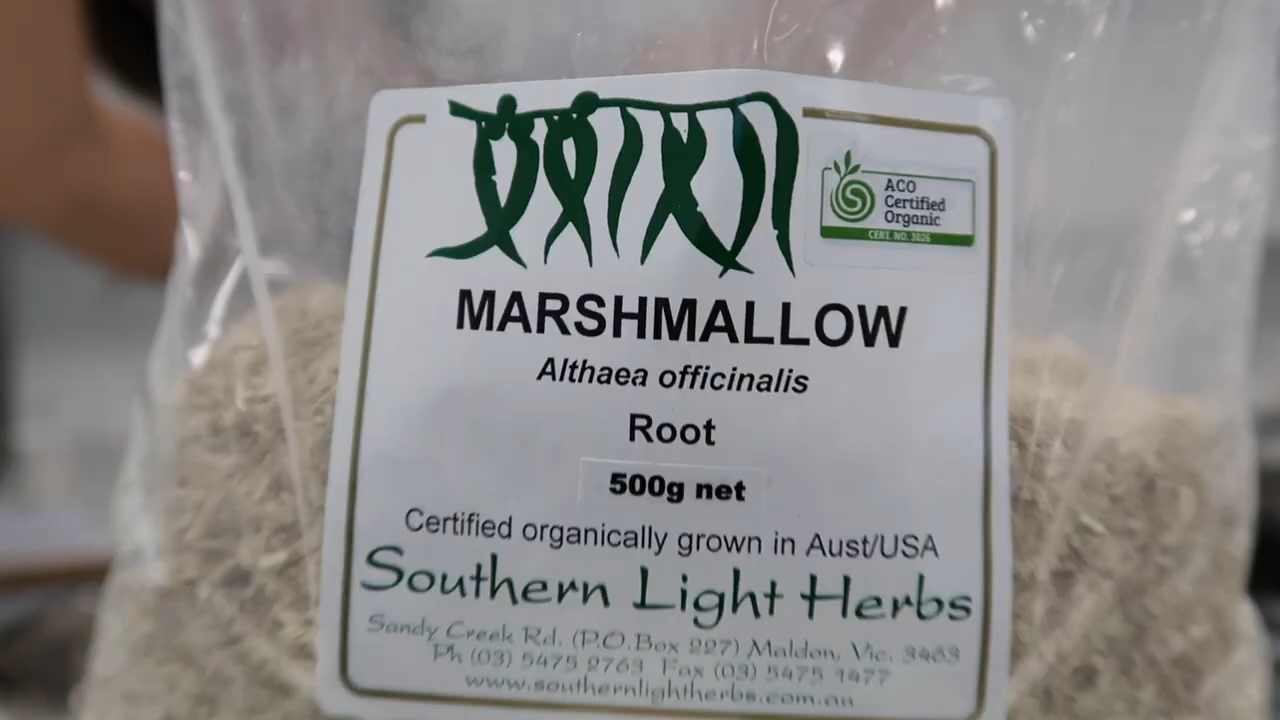 ACO
Certified
Organic
CERT. NO. 3026
MARSHMALLOW
Althaea officinalis
Root
500g net
Certified organically grown in Aust/USA
Southern Light Herbs
Sandy Creek Rd. (P.O.Box 227) Maldon, Vic. 3463
Ph (03) 5475 2763 Fax (03) 5475 1477
www.southernlightherbs.com.au